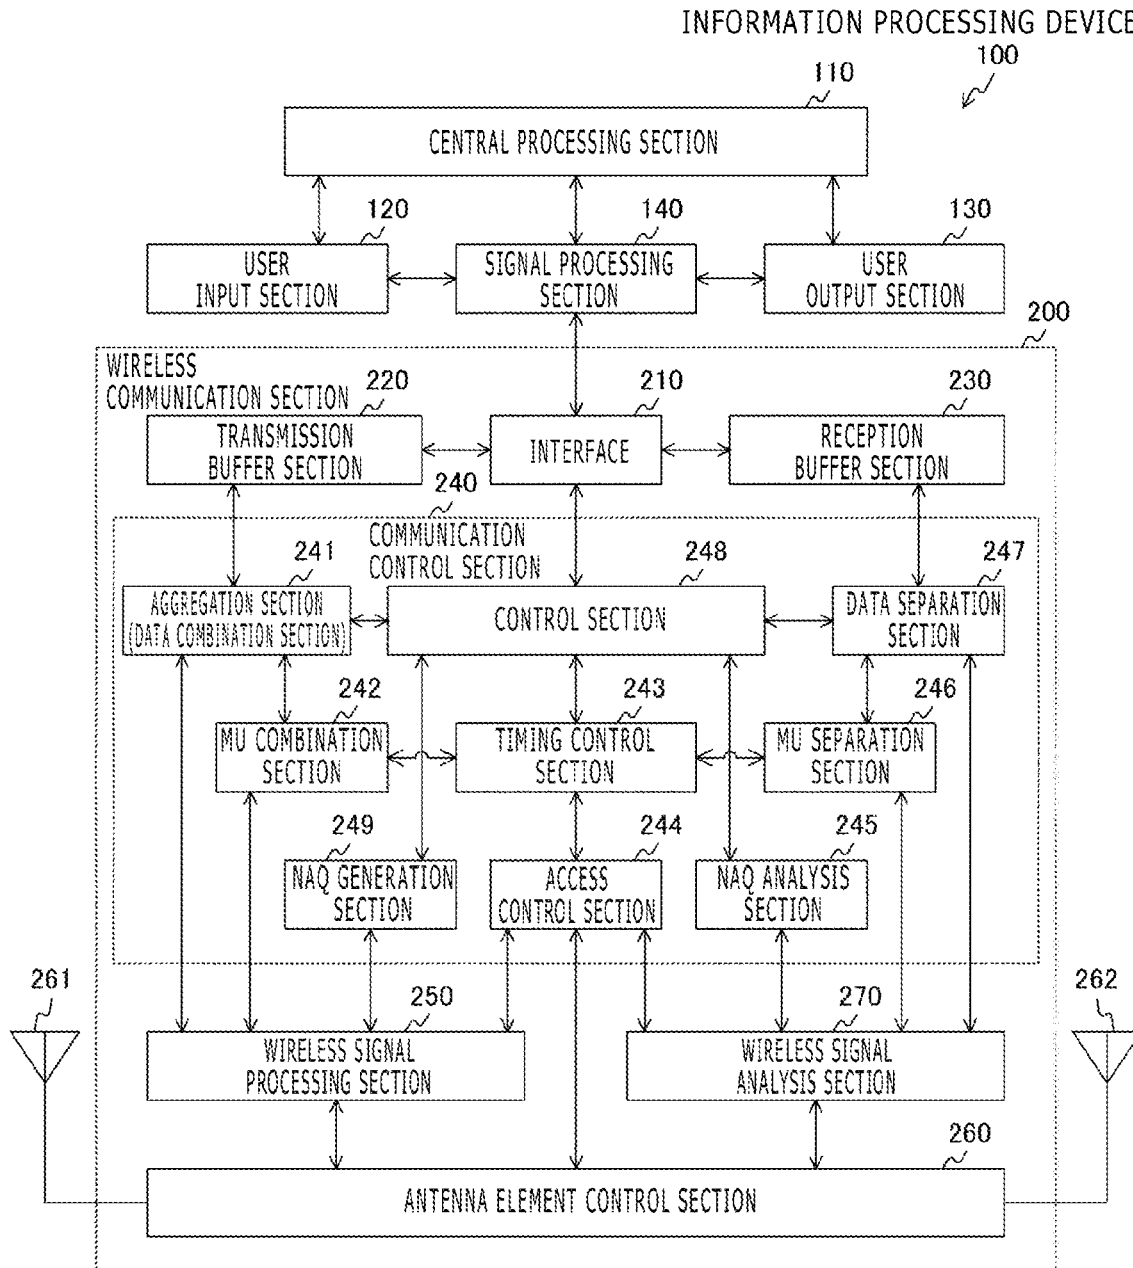 INFORMATION PROCESSING DEVICE
100
110
CENTRAL PROCESSING SECTION
120
140
130
USER
INPUT SECTION
SIGNAL PROCESSING
SECTION
USER
OUTPUT SECTION
200
WIRELESS
COMMUNICATION SECTION
220
210
230
TRANSMISSION
BUFFER SECTION
INTERFACE
RECEPTION
BUFFER SECTION
240
COMMUNICATION
CONTROL SECTION
241
248
247
AGGREGATION SECTION
(DATA COMBINATION SECTION)
CONTROL SECTION
DATA SEPARATION
SECTION
242
243
246
MU COMBINATION
SECTION
TIMING CONTROL
SECTION
MU SEPARATION
SECTION
249
244
245
NAQ GENERATION
SECTION
ACCESS
CONTROL SECTION
NAQ ANALYSIS
SECTION
261
250
270
262
WIRELESS SIGNAL
PROCESSING SECTION
WIRELESS SIGNAL
ANALYSIS SECTION
260
ANTENNA ELEMENT CONTROL SECTION